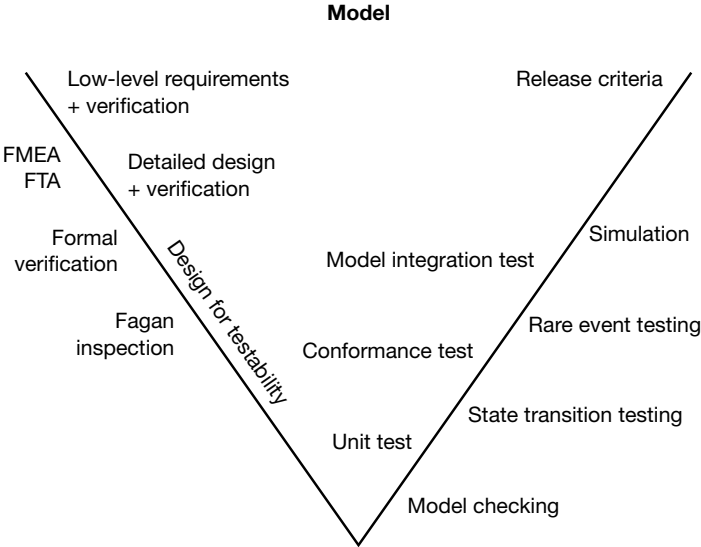 Model
Low-level requirements
+ verification
Release criteria
FMEA
FTA
Detailed design
+ verification
Formal
verification
Design for testability
Simulation
Model integration test
Fagan
inspection
Rare event testing
Conformance test
State transition testing
Unit test
Model checking